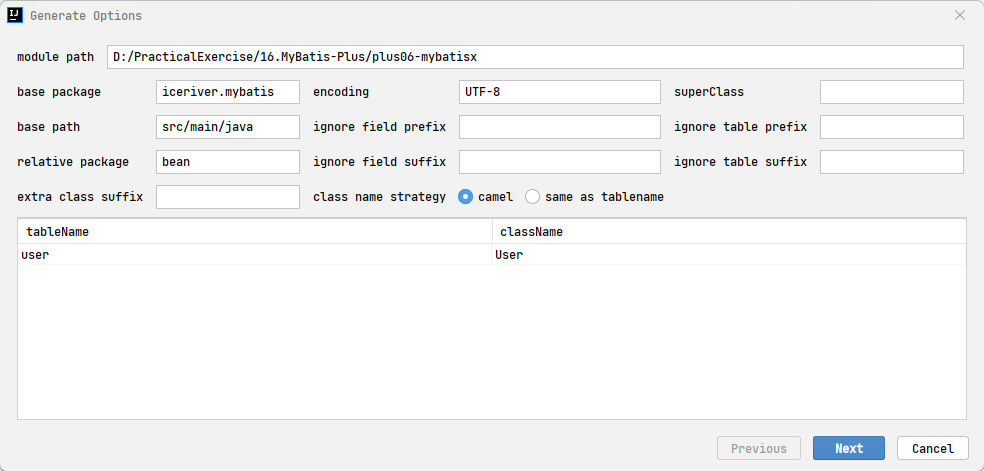 IJ Generate Options
module path D:/PracticalExercise/16.MyBatis-Plus/plus06-mybatisx
base package iceriver.mybatis encoding UTF-8 superClass
base path src/main/java ignore field prefix ignore table prefix
relative package bean ignore field suffix ignore table suffix
extra class suffix class name strategy camel same as tablename
tableName className
user User
Previous Next Cancel